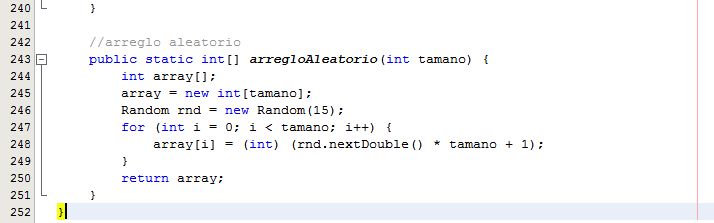 240 }
241
242 //arreglo aleatorio
243 public static int[] arregloAleatorio(int tamano) {
244 int array[];
245 array = new int[tamano];
246 Random rnd = new Random(15);
247 for (int i = 0; i < tamano; i++) {
248 array[i] = (int) (rnd.nextDouble() * tamano + 1);
249 }
250 return array;
251 }
252 }